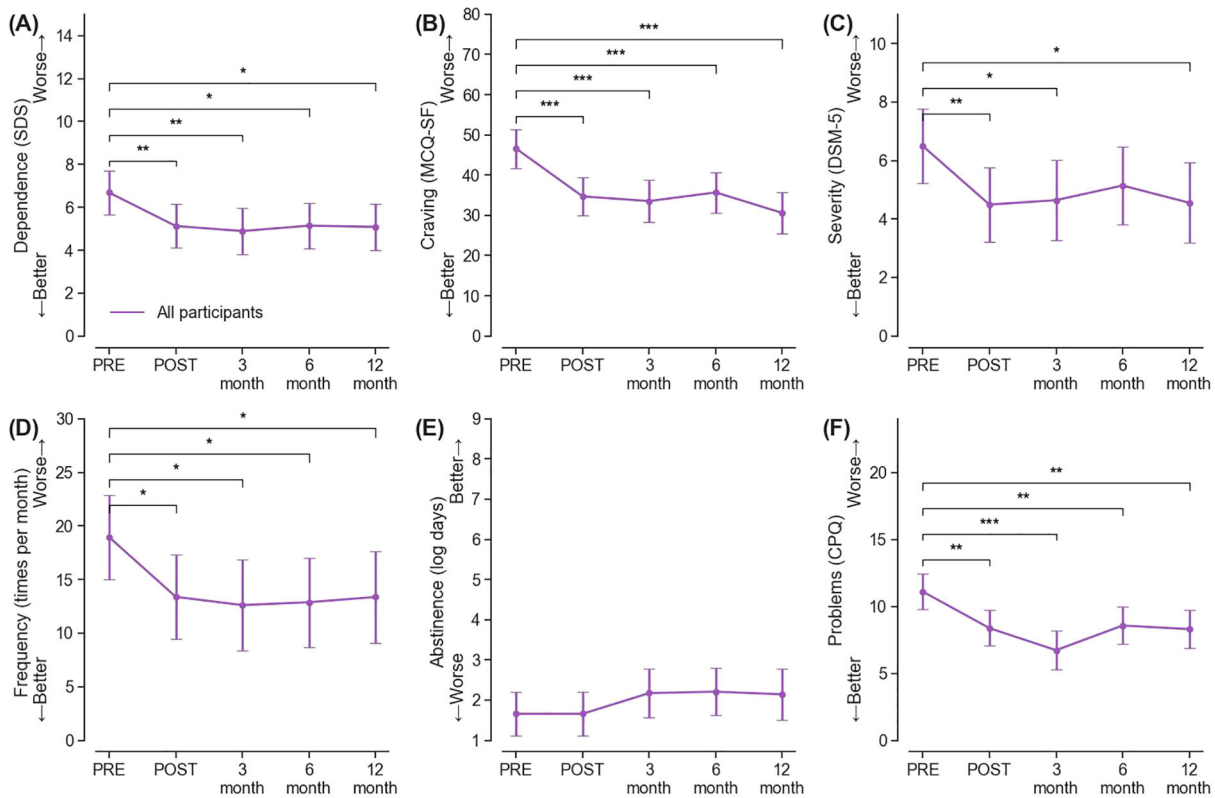 (A)
Worse→
Dependence (SDS)
←Better
14
12
10
8
6
4
2
0
*
*
**
**
All participants
PRE
POST
3
month
6
month
12
month
(B)
Worse→
Craving (MCQ-SF)
←Better
80
70
60
50
40
30
20
10
0
***
***
***
***
PRE
POST
3
month
6
month
12
month
(C)
Worse→
Severity (DSM-5)
←Better
10
8
6
4
2
0
*
*
**
PRE
POST
3
month
6
month
12
month
(D)
Worse→
Frequency (times per month)
←Better
30
25
20
15
10
5
0
*
*
*
*
PRE
POST
3
month
6
month
12
month
(E)
Better→
Abstinence (log days)
←Worse
9
8
7
6
5
4
3
2
1
PRE
POST
3
month
6
month
12
month
(F)
Worse→
Problems (CPQ)
←Better
20
15
10
5
0
**
**
***
**
PRE
POST
3
month
6
month
12
month